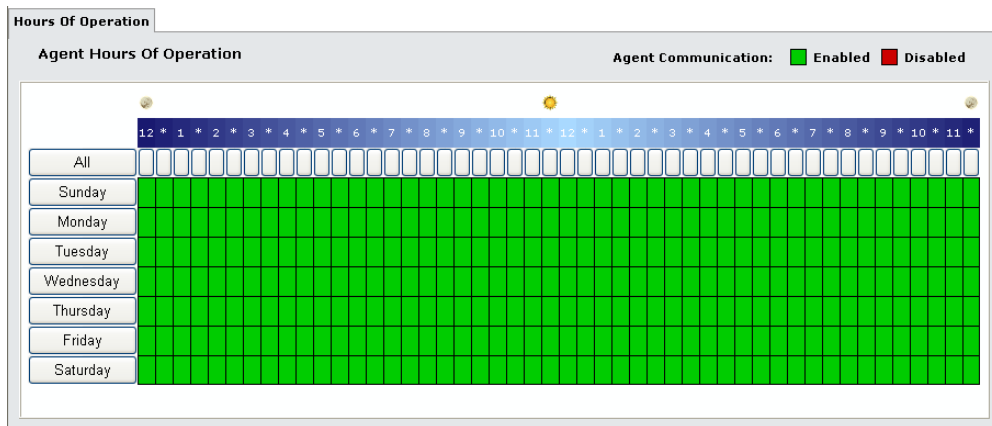 Hours Of Operation
Agent Hours Of Operation
Agent Communication: Enabled Disabled
12 * 1 * 2 * 3 * 4 * 5 * 6 * 7 * 8 * 9 * 10 * 11 * 12 * 1 * 2 * 3 * 4 * 5 * 6 * 7 * 8 * 9 * 10 * 11 *
All
Sunday
Monday
Tuesday
Wednesday
Thursday
Friday
Saturday